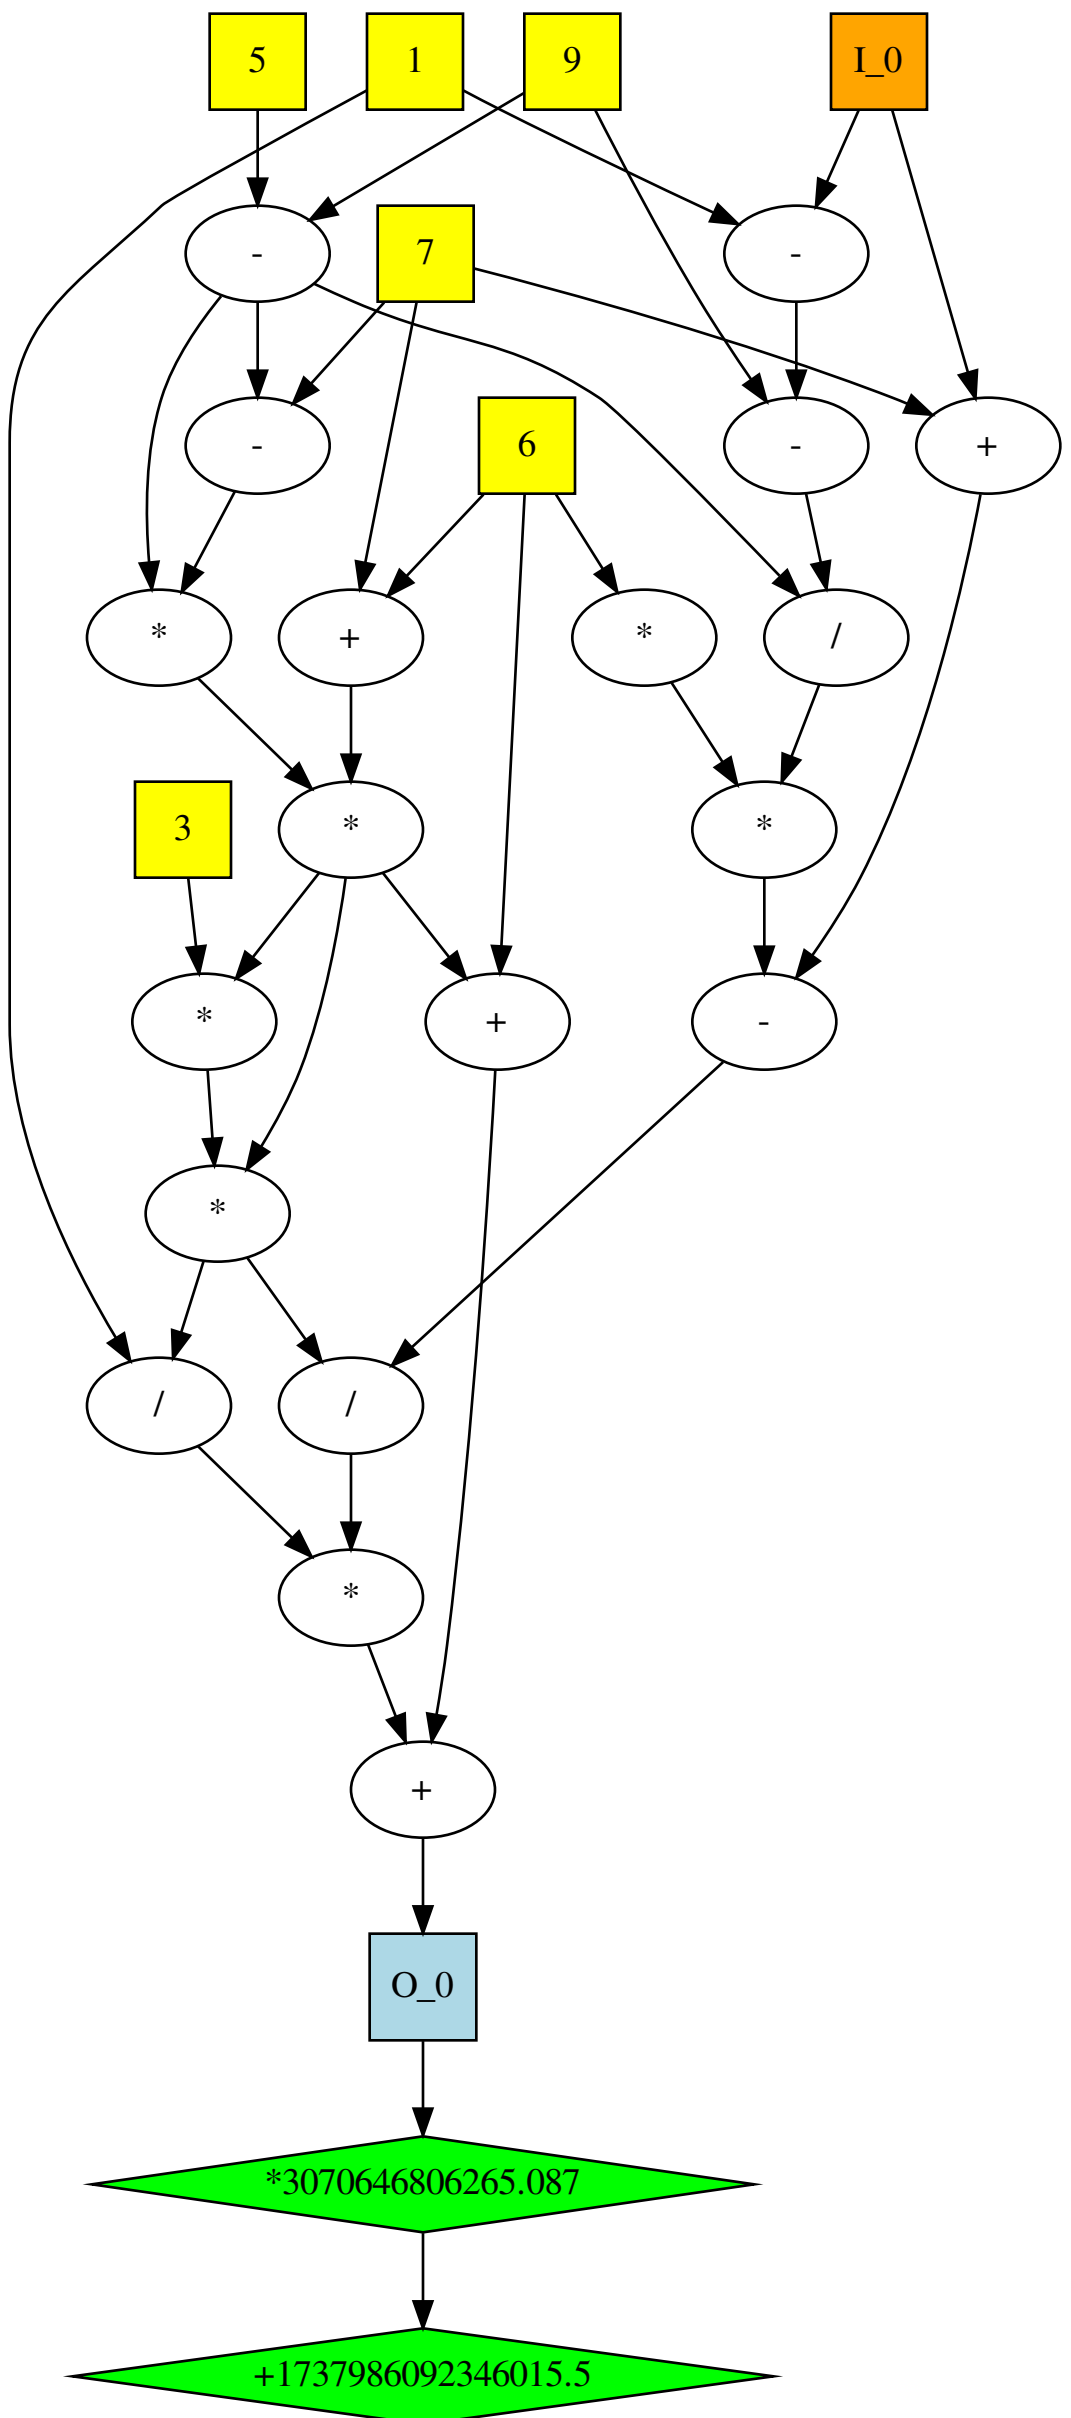 5 1 9 I_0
- 7 -
- 6 - +
* + * /
3 * *
* + -
*
/ /
*
+
O_0
*3070646806265.087
+1737986092346015.5